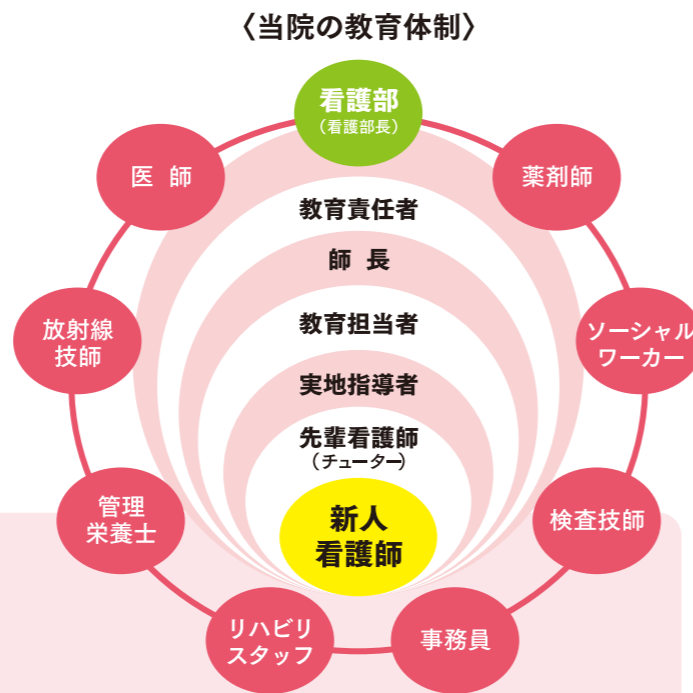 〈当院の教育体制〉
看護部
(看護部長)
医 師
薬剤師
教育責任者
師 長
放射線
技師
教育担当者
ソーシャル
ワーカー
実地指導者
先輩看護師
(チューター)
管理
栄養士
新人
看護師
検査技師
リハビリ
スタッフ
事務員